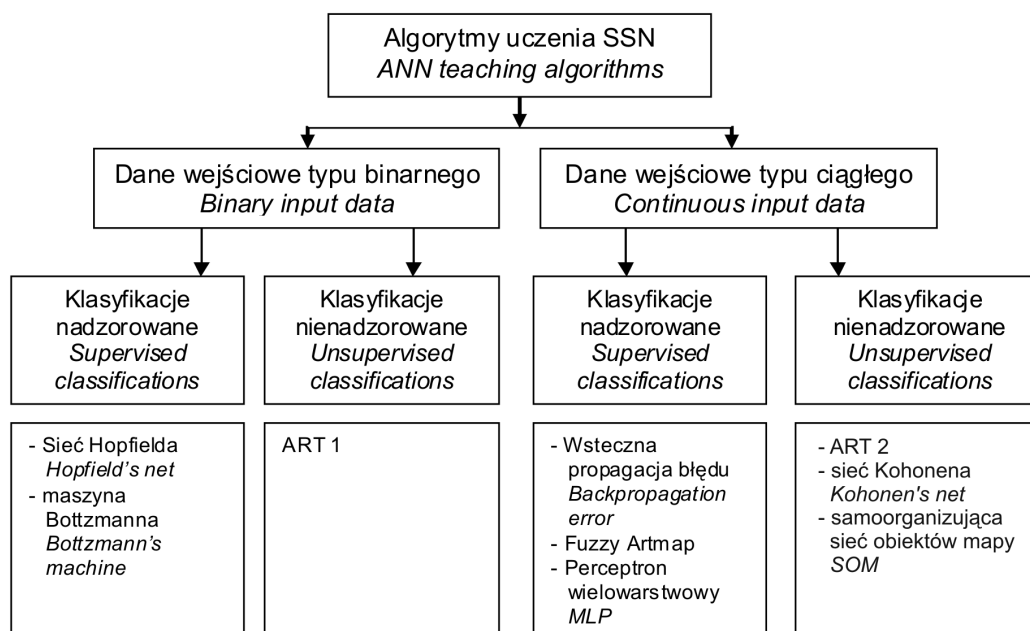 Algorytmy uczenia SSN
ANN teaching algorithms
Dane wejściowe typu binarnego
Binary input data
Dane wejściowe typu ciągłego
Continuous input data
Klasyfikacje
nadzorowane
Supervised
classifications
Klasyfikacje
nienadzorowane
Unsupervised
classifications
Klasyfikacje
nadzorowane
Supervised
classifications
Klasyfikacje
nienadzorowane
Unsupervised
classifications
- Sieć Hopfielda
Hopfield's net
- maszyna
Bottzmanna
Bottzmann's
machine
ART 1
- Wsteczna
propagacja błędu
Backpropagation
error
- Fuzzy Artmap
- Perceptron
wielowarstwowy
MLP
- ART 2
- sieć Kohonena
Kohonen's net
- samoorganizująca
sieć obiektów mapy
SOM